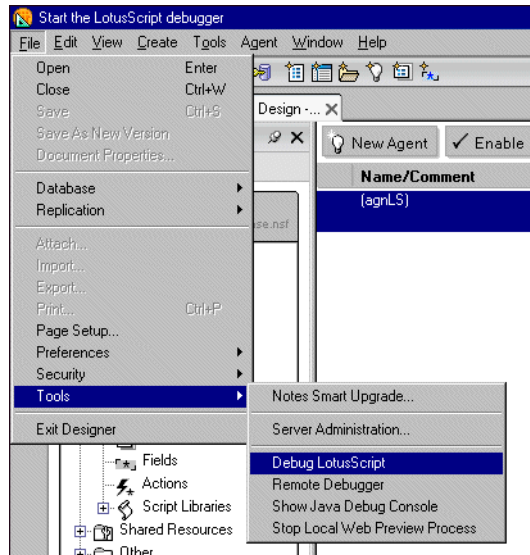 Start the LotusScript debugger
File Edit View Create Tools Agent Window Help
Open Enter
Close Ctrl+W
Save Ctrl+S
Save As New Version
Document Properties...
Database
Replication
Attach...
Import...
Export...
Print... Ctrl+P
Page Setup...
Preferences
Security
Tools
Exit Designer
Design -...
New Agent Enable
Name/Comment
(agnLS)
ase.nsf
Notes Smart Upgrade...
Server Administration...
Debug LotusScript
Remote Debugger
Show Java Debug Console
Stop Local Web Preview Process
Fields
Actions
Script Libraries
Shared Resources
Other